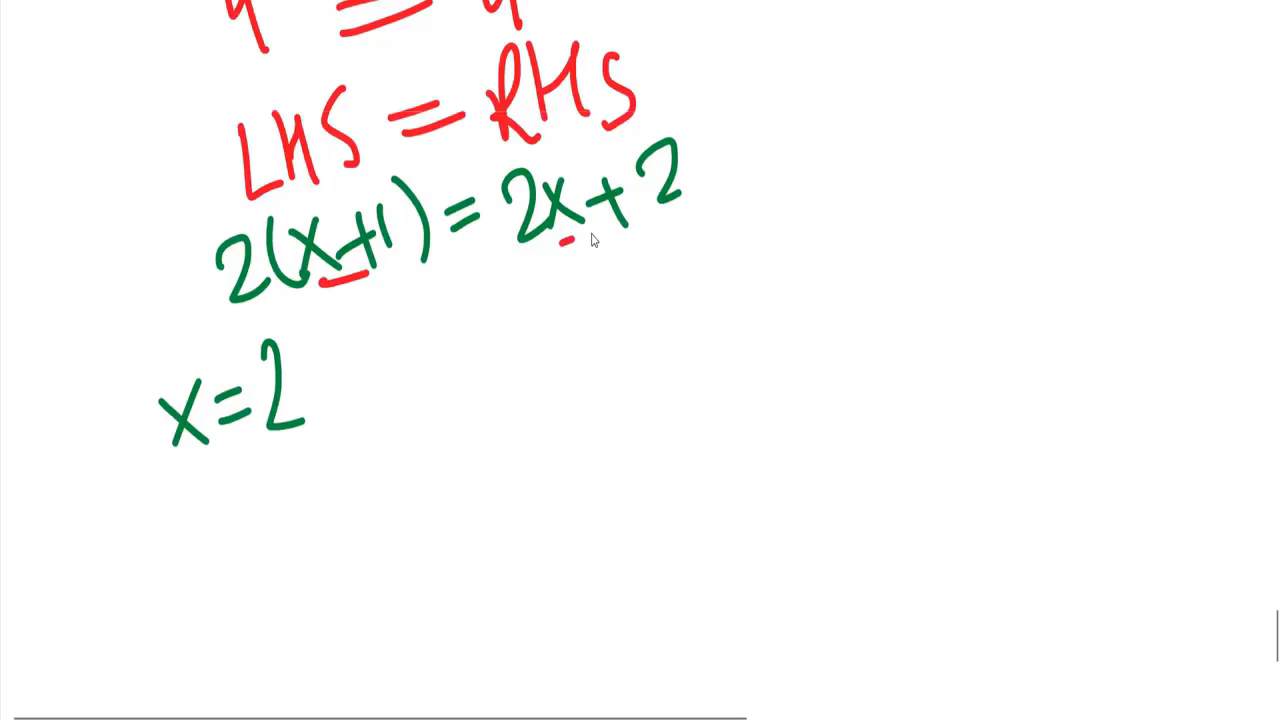 LHS = RHS
2(x+1) = 2x+2
x=2